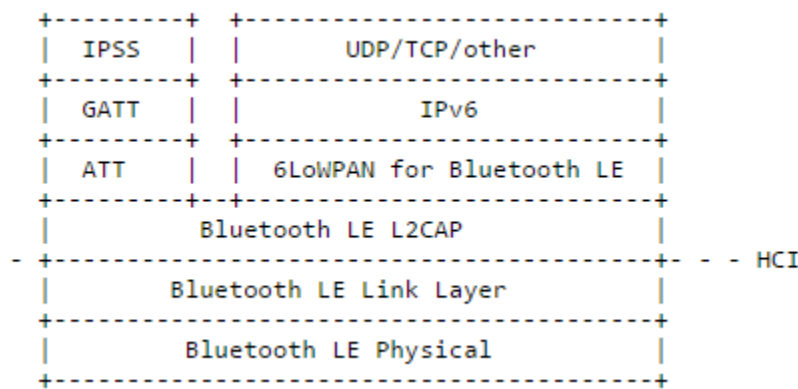 IPSS UDP/TCP/other
GATT IPv6
ATT 6LoWPAN for Bluetooth LE
Bluetooth LE L2CAP
- - - HCI
Bluetooth LE Link Layer
Bluetooth LE Physical